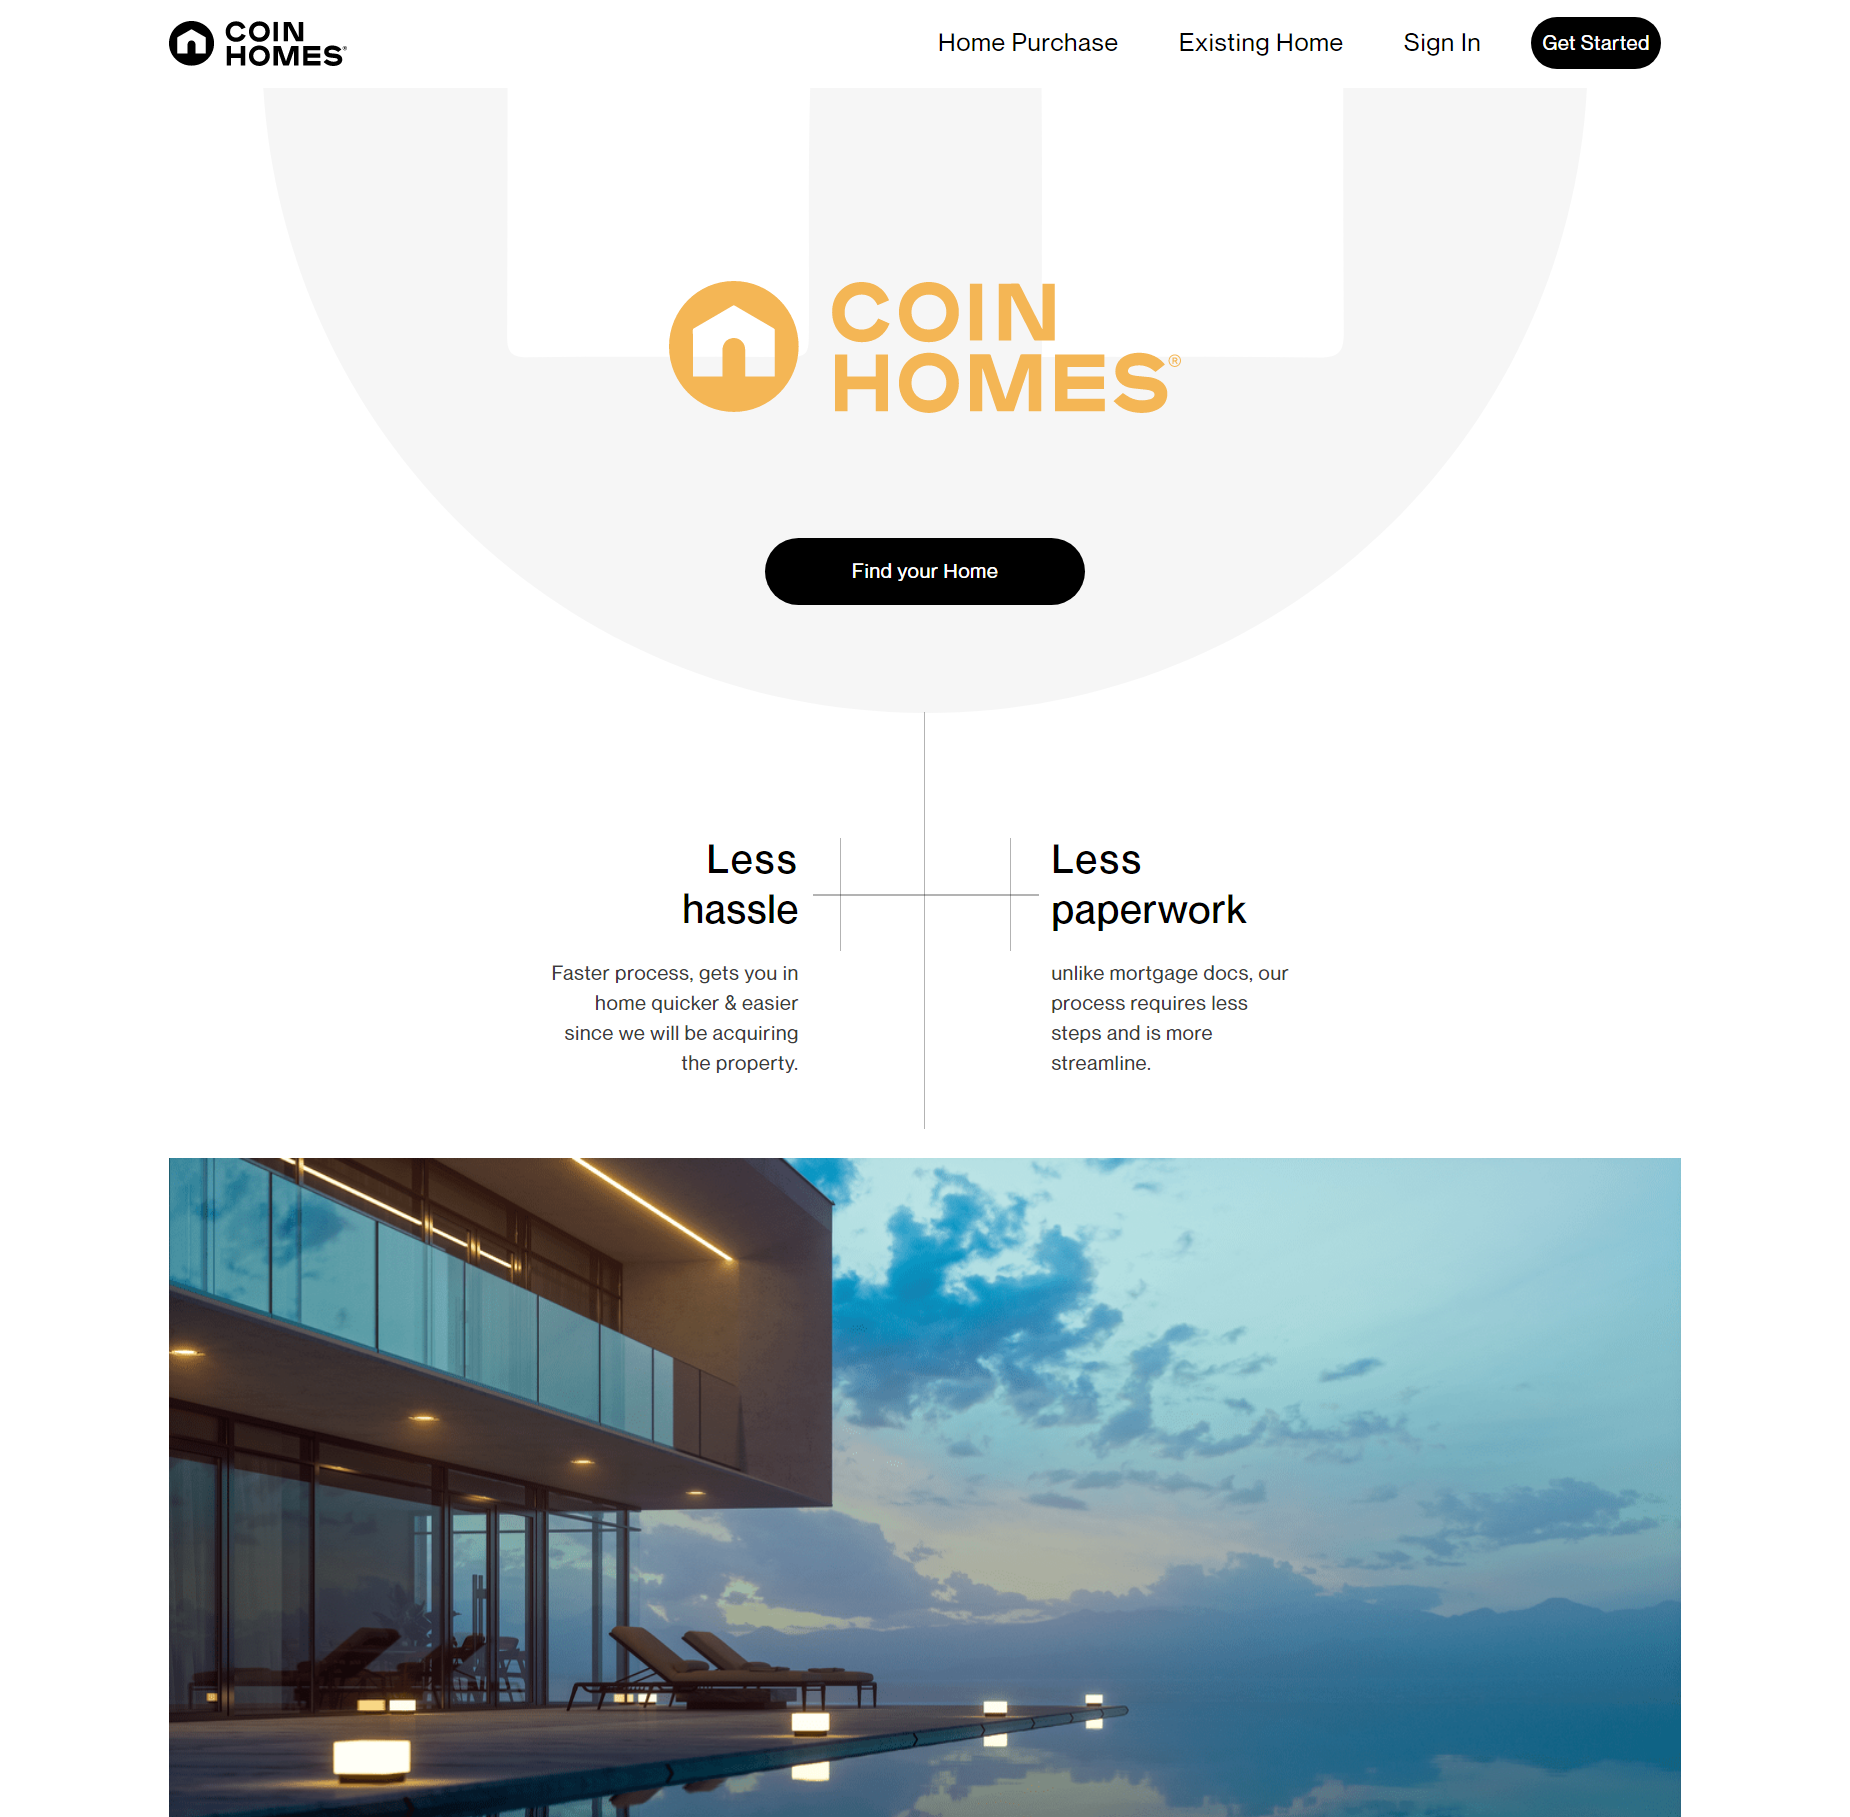 COIN
HOMES®
Home Purchase
Existing Home
Sign In
Get Started
COIN
HOMES®
Find your Home
Less
hassle
Faster process, gets you in
home quicker & easier
since we will be acquiring
the property.
Less
paperwork
unlike mortgage docs, our
process requires less
steps and is more
streamline.